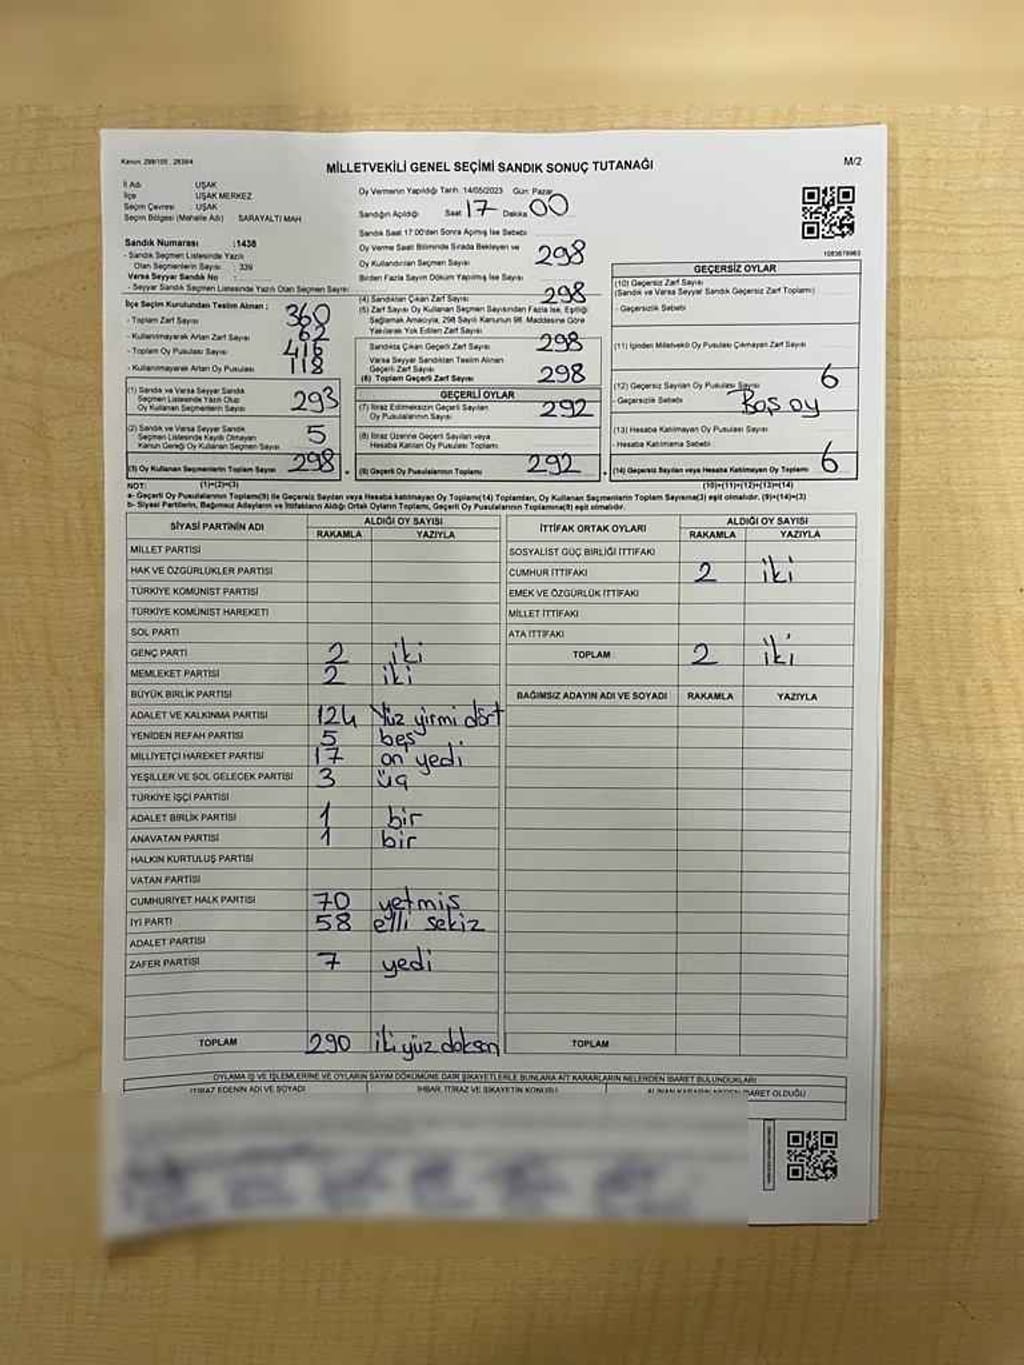 Kanun: 298/105 , 28394
MİLLETVEKİLİ GENEL SEÇİMİ SANDIK SONUÇ TUTANAĞI
M/2
İl Adı : UŞAK
İlçe : UŞAK MERKEZ
Seçim Çevresi : UŞAK
Seçim Bölgesi (Mahalle Adı) : SARAYALTI MAH
Oy Vermenin Yapıldığı Tarih: 14/05/2023 Gün: Pazar
Sandığın Açıldığı Saat 17 Dakika 00
Sandık Saat 17:00'den Sonra Açılmış İse Sebebi
Sandık Numarası : 1438
- Sandık Seçmen Listesinde Yazılı
Olan Seçmenlerin Sayısı : 339
Varsa Seyyar Sandık No :
- Seyyar Sandık Seçmen Listesinde Yazılı Olan Seçmen Sayısı
Oy Verme Saati Bitiminde Sırada Bekleyen ve
Oy Kullandırılan Seçmen Sayısı 298
Birden Fazla Sayım Döküm Yapılmış İse Sayısı
1083678983
İlçe Seçim Kurulundan Teslim Alınan ;
- Toplam Zarf Sayısı 360
- Kullanılmayarak Artan Zarf Sayısı 62
- Toplam Oy Pusulası Sayısı 416
- Kullanılmayarak Artan Oy Pusulası 118
(4) Sandıktan Çıkan Zarf Sayısı 298
(5) Zarf Sayısı Oy Kullanan Seçmen Sayısından Fazla İse, Eşitliği
Sağlamak Amacıyla, 298 Sayılı Kanunun 98. Maddesine Göre
Yakılarak Yok Edilen Zarf Sayısı
Sandıkta Çıkan Geçerli Zarf Sayısı 298
Varsa Seyyar Sandıktan Teslim Alınan
Geçerli Zarf Sayısı
(6) Toplam Geçerli Zarf Sayısı 298
(1) Sandık ve Varsa Seyyar Sandık
Seçmen Listesinde Yazılı Olup
Oy Kullanan Seçmenlerin Sayısı 293
(2) Sandık ve Varsa Seyyar Sandık
Seçmen Listesinde Kayıtlı Olmayan
Kanun Gereği Oy Kullanan Seçmen Sayısı 5
(3) Oy Kullanan Seçmenlerin Toplam Sayısı 298
(1)+(2)=(3)
GEÇERLİ OYLAR
(7) İtiraz Edilmeksizin Geçerli Sayılan
Oy Pusulalarının Sayısı 292
(8) İtiraz Üzerine Geçerli Sayılan veya
Hesaba Katılan Oy Pusulaları Toplamı
(9) Geçerli Oy Pusulalarının Toplamı 292
GEÇERSİZ OYLAR
(10) Geçersiz Zarf Sayısı
(Sandık ve Varsa Seyyar Sandık Geçersiz Zarf Toplamı)
- Geçersizlik Sebebi
(11) İçinden Milletvekili Oy Pusulası Çıkmayan Zarf Sayısı
(12) Geçersiz Sayılan Oy Pusulası Sayısı 6
- Geçersizlik Sebebi Boş oy
(13) Hesaba Katılmayan Oy Pusulası Sayısı
- Hesaba Katılmama Sebebi
(14) Geçersiz Sayılan veya Hesaba Katılmayan Oy Toplamı 6
(10)+(11)+(12)+(13)=(14)
NOT:
a- Geçerli Oy Pusulalarının Toplamı(9) ile Geçersiz Sayılan veya Hesaba katılmayan Oy Toplamı(14) Toplamları, Oy Kullanan Seçmenlerin Toplam Sayısına(3) eşit olmalıdır. (9)+(14)=(3)
b- Siyasi Partilerin, Bağımsız Adayların ve İttifakların Aldığı Ortak Oyların Toplamı, Geçerli Oy Pusulalarının Toplamına(9) eşit olmalıdır.
SİYASİ PARTİNİN ADI ALDIĞI OY SAYISI
RAKAMLA YAZIYLA
MİLLET PARTİSİ
HAK VE ÖZGÜRLÜKLER PARTİSİ
TÜRKİYE KOMÜNİST PARTİSİ
TÜRKİYE KOMÜNİST HAREKETİ
SOL PARTİ
GENÇ PARTİ 2 iki
MEMLEKET PARTİSİ 2 iki
BÜYÜK BİRLİK PARTİSİ
ADALET VE KALKINMA PARTİSİ 124 Yüz yirmi dört
YENİDEN REFAH PARTİSİ 5 beş
MİLLİYETÇİ HAREKET PARTİSİ 17 on yedi
YEŞİLLER VE SOL GELECEK PARTİSİ 3 üç
TÜRKİYE İŞÇİ PARTİSİ
ADALET BİRLİK PARTİSİ 1 bir
ANAVATAN PARTİSİ 1 bir
HALKIN KURTULUŞ PARTİSİ
VATAN PARTİSİ
CUMHURİYET HALK PARTİSİ 70 yetmiş
İYİ PARTİ 58 elli sekiz
ADALET PARTİSİ
ZAFER PARTİSİ 7 yedi
TOPLAM 290 iki yüz doksan
İTTİFAK ORTAK OYLARI ALDIĞI OY SAYISI
RAKAMLA YAZIYLA
SOSYALİST GÜÇ BİRLİĞİ İTTİFAKI
CUMHUR İTTİFAKI 2 iki
EMEK VE ÖZGÜRLÜK İTTİFAKI
MİLLET İTTİFAKI
ATA İTTİFAKI
TOPLAM 2 iki
BAĞIMSIZ ADAYIN ADI VE SOYADI RAKAMLA YAZIYLA
TOPLAM
OYLAMA İŞ VE İŞLEMLERİNE VE OYLARIN SAYIM DÖKÜMÜNE DAİR ŞİKAYETLERLE BUNLARA AİT KARARLARIN NELERDEN İBARET BULUNDUKLARI
İTİRAZ EDENİN ADI VE SOYADI İHBAR, İTİRAZ VE ŞİKAYETİN KONUSU